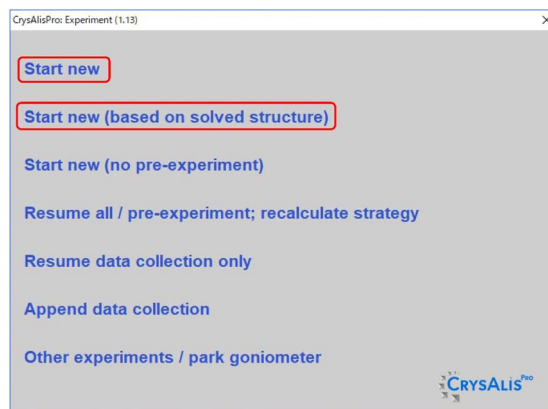 CrysAlisPro: Experiment (1.13)
Start new
Start new (based on solved structure)
Start new (no pre-experiment)
Resume all / pre-experiment; recalculate strategy
Resume data collection only
Append data collection
Other experiments / park goniometer
CRYSALIS PRO